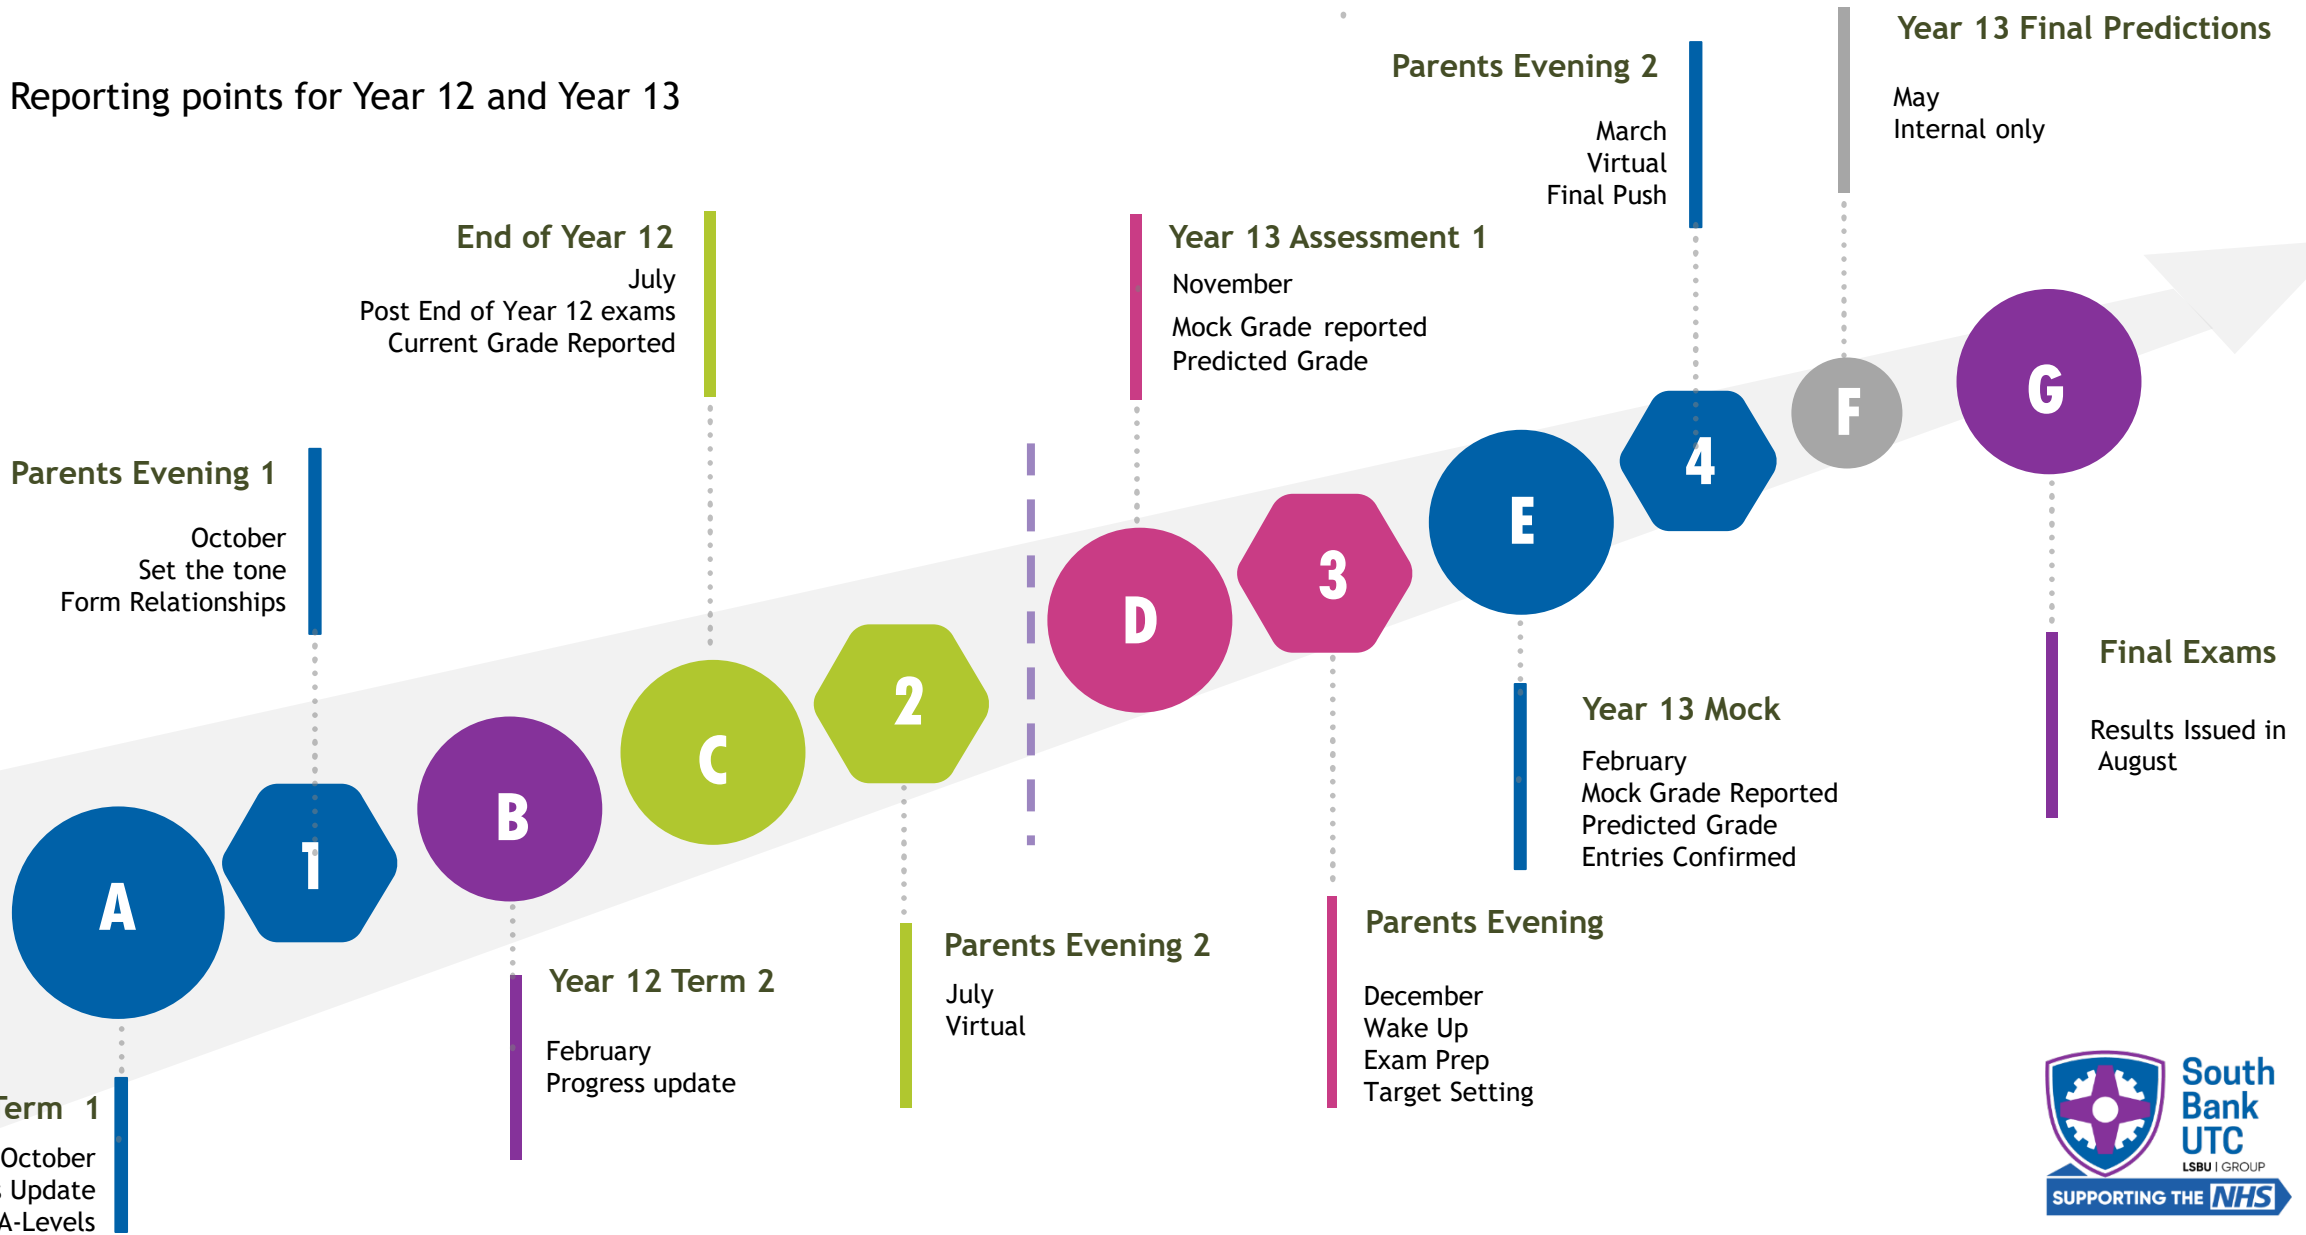 Reporting points for Year 12 and Year 13
Parents Evening 1
October
Set the tone
Form Relationships
End of Year 12
July
Post End of Year 12 exams
Current Grade Reported
Year 13 Assessment 1
November
Mock Grade reported
Predicted Grade
Parents Evening 2
March
Virtual
Final Push
Year 13 Final Predictions
May
Internal only
A
1
B
C
2
D
3
E
4
F
G
Term 1
October
Update
A-Levels
Year 12 Term 2
February
Progress update
Parents Evening 2
July
Virtual
Parents Evening
December
Wake Up
Exam Prep
Target Setting
Year 13 Mock
February
Mock Grade Reported
Predicted Grade
Entries Confirmed
Final Exams
Results Issued in
August
South
Bank
UTC
LSBU | GROUP
SUPPORTING THE NHS